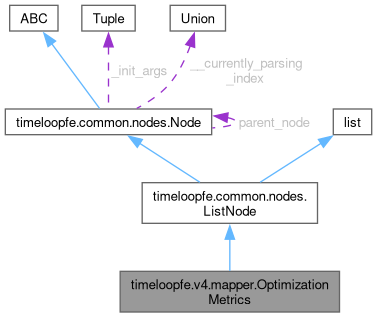 ABC
Tuple
Union
_init_args
__currently_parsing
_index
timeloopfe.common.nodes.Node
parent_node
list
timeloopfe.common.nodes.
ListNode
timeloopfe.v4.mapper.Optimization
Metrics